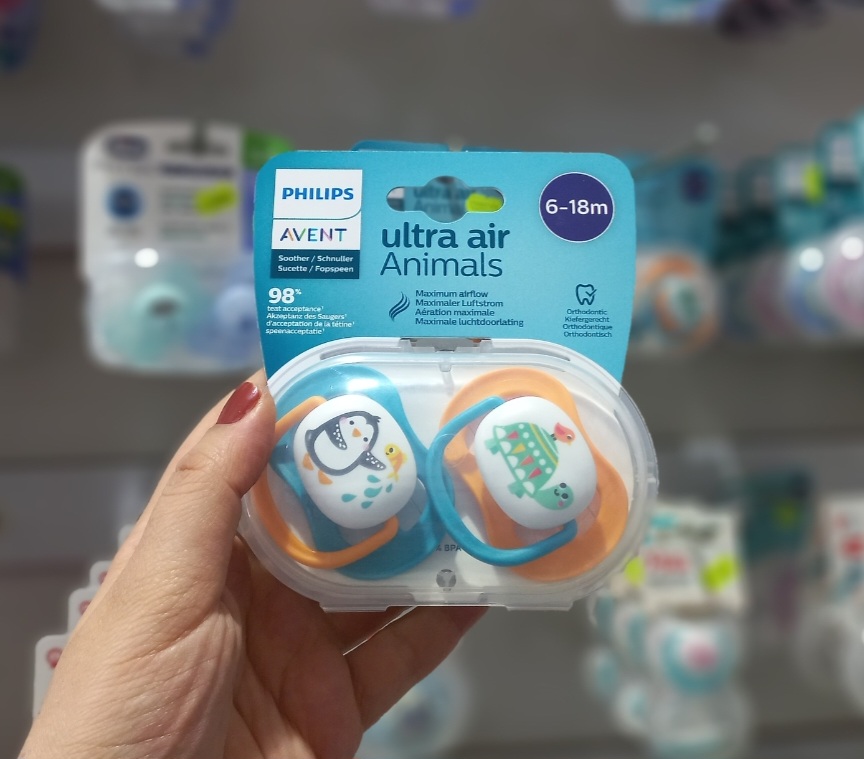 PHILIPS
AVENT
Soother / Schnuller
Sucette / Fopspeen
ultra air
Animals
6-18m
98%
teat acceptance¹
Akzeptanz des Saugers¹
d'acceptation de la tétine¹
speenacceptatie¹
Maximum airflow
Maximaler Luftstrom
Aération maximale
Maximale luchtdoorlating
Orthodontic
Kiefergerecht
Orthodontique
Orthodontisch